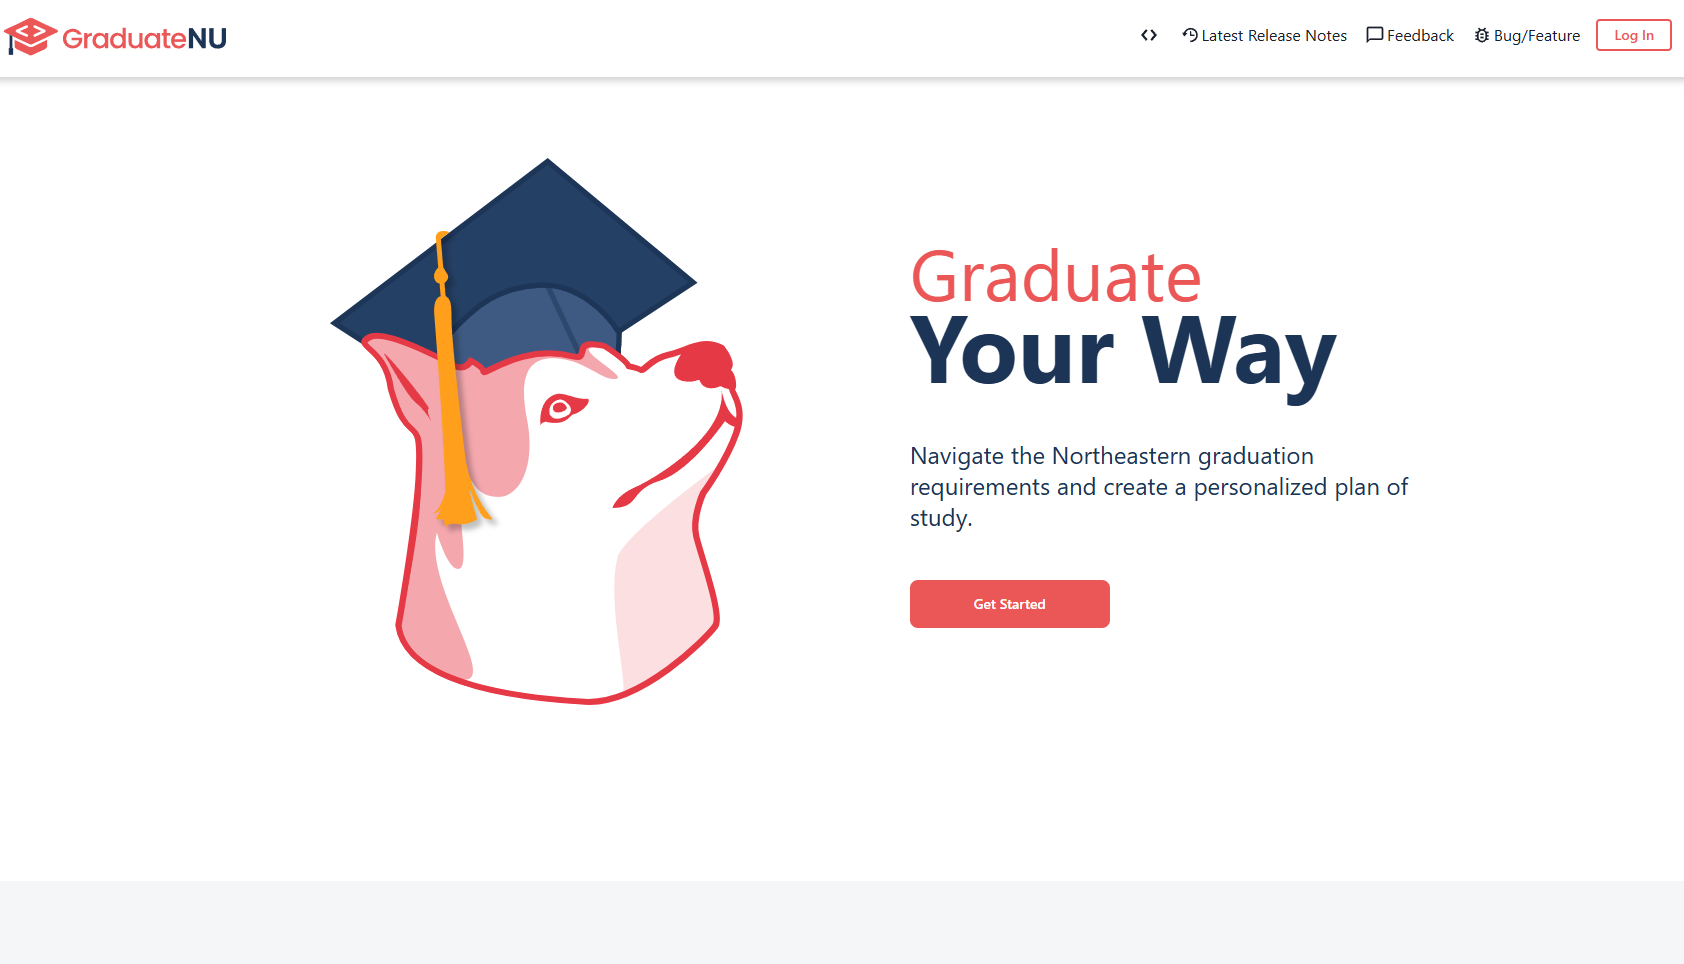 GraduateNU
Latest Release Notes
Feedback
Bug/Feature
Log In
Graduate
Your Way
Navigate the Northeastern graduation
requirements and create a personalized plan of
study.
Get Started